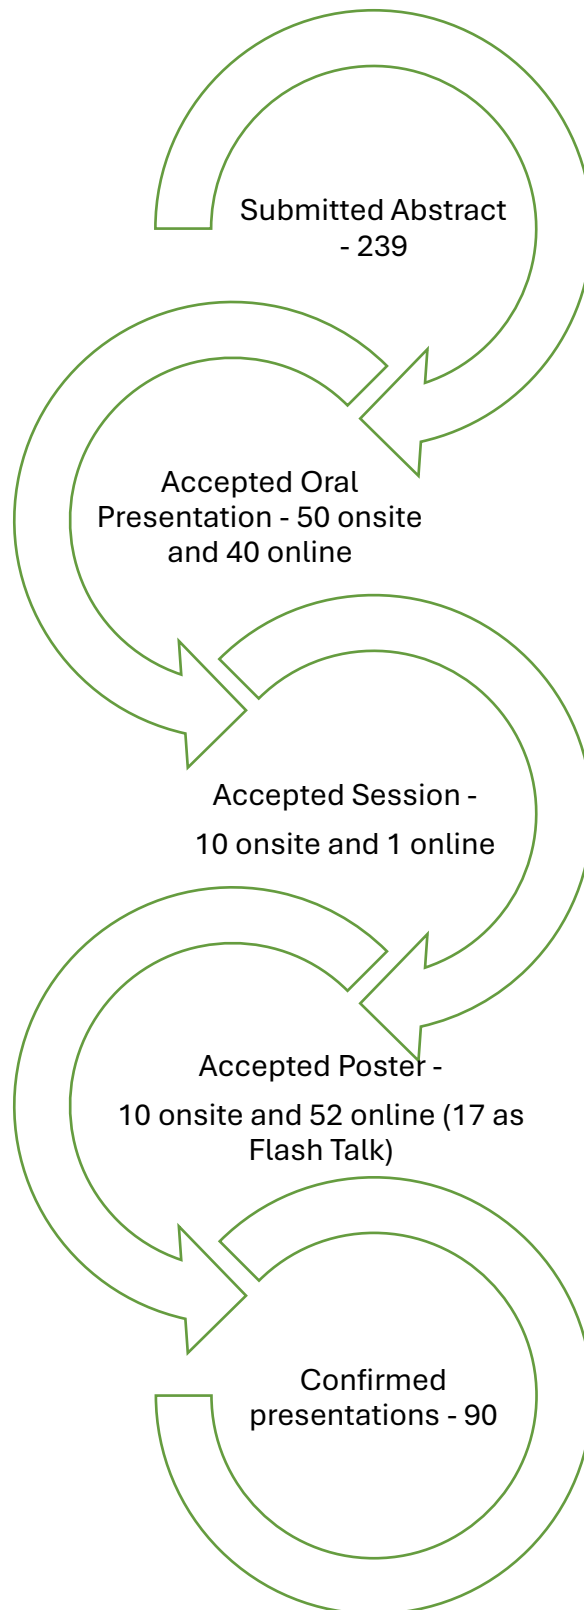 Submitted Abstract
- 239
Accepted Oral
Presentation - 50 onsite
and 40 online
Accepted Session -
10 onsite and 1 online
Accepted Poster -
10 onsite and 52 online (17 as
Flash Talk)
Confirmed
presentations - 90